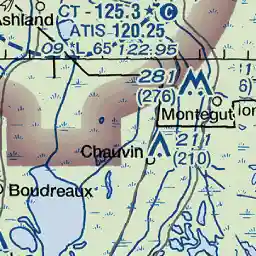 CT - 125.3 ★ C
Ashland
ATIS 120.25
09 L 65 122.95
281
(276)
Montegut
Chauvin
211
(210)
Boudreaux